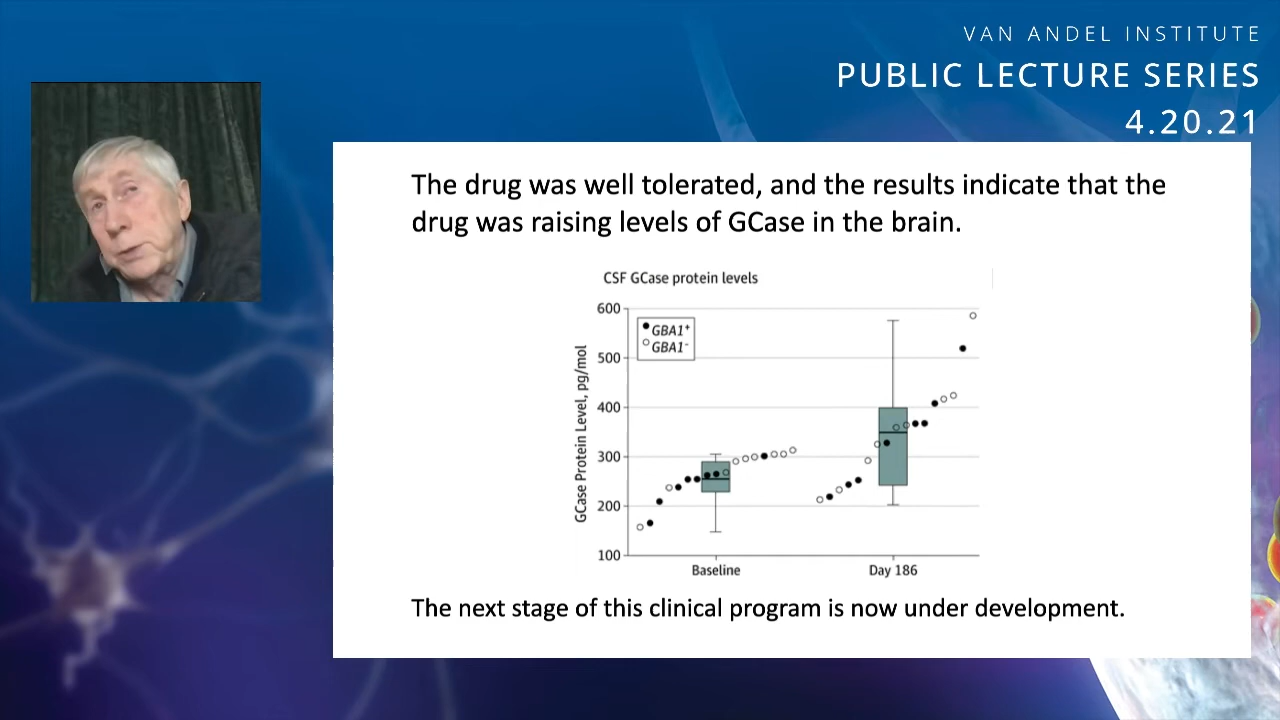 VAN ANDEL INSTITUTE
PUBLIC LECTURE SERIES
4.20.21
The drug was well tolerated, and the results indicate that the
drug was raising levels of GCase in the brain.
CSF GCase protein levels
GCase Protein Level, pg/mol
600
500
400
300
200
100
GBA1+
GBA1-
Baseline
Day 186
The next stage of this clinical program is now under development.